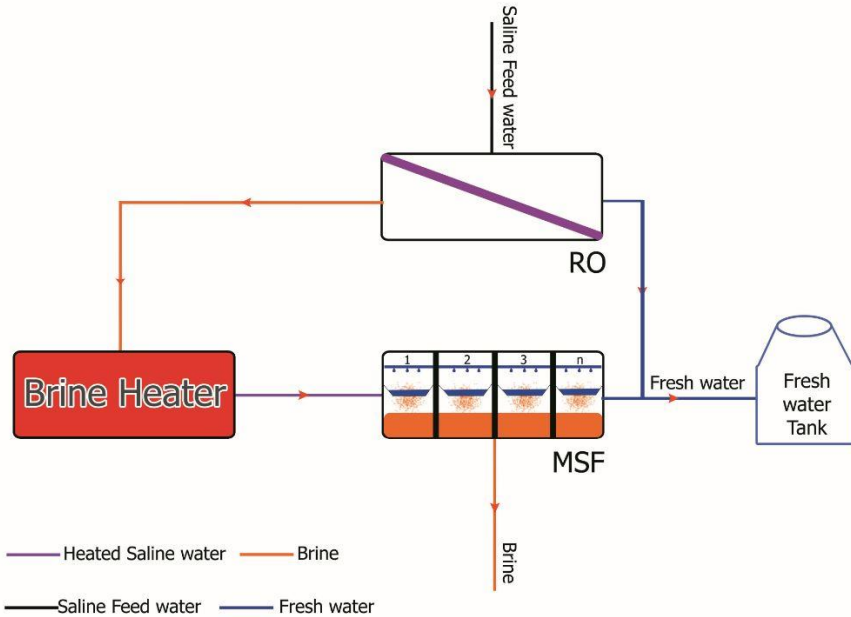 Saline Feed water
RO
Brine Heater
1
2
3
n
MSF
Fresh water
Fresh
water
Tank
Brine
Heated Saline water
Brine
Saline Feed water
Fresh water